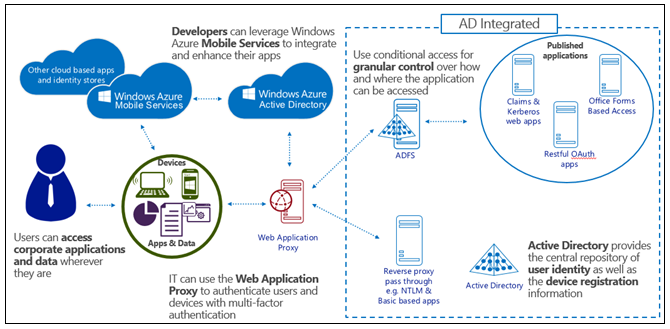 Developers can leverage Windows
Azure Mobile Services to integrate
and enhance their apps
AD Integrated
Other cloud based apps
and identity stores
Windows Azure
Mobile Services
Windows Azure
Active Directory
Use conditional access for
granular control over how
and where the application
can be accessed
Published
applications
Claims &
Kerberos
web apps
Office Forms
Based Access
Restful OAuth
apps
ADFS
Devices
Apps & Data
Web Application
Proxy
Users can access
corporate applications
and data wherever
they are
IT can use the Web Application
Proxy to authenticate users and
devices with multi-factor
authentication
Reverse proxy
pass through
e.g. NTLM &
Basic based apps
Active Directory
Active Directory provides
the central repository of
user identity as well as
the device registration
information